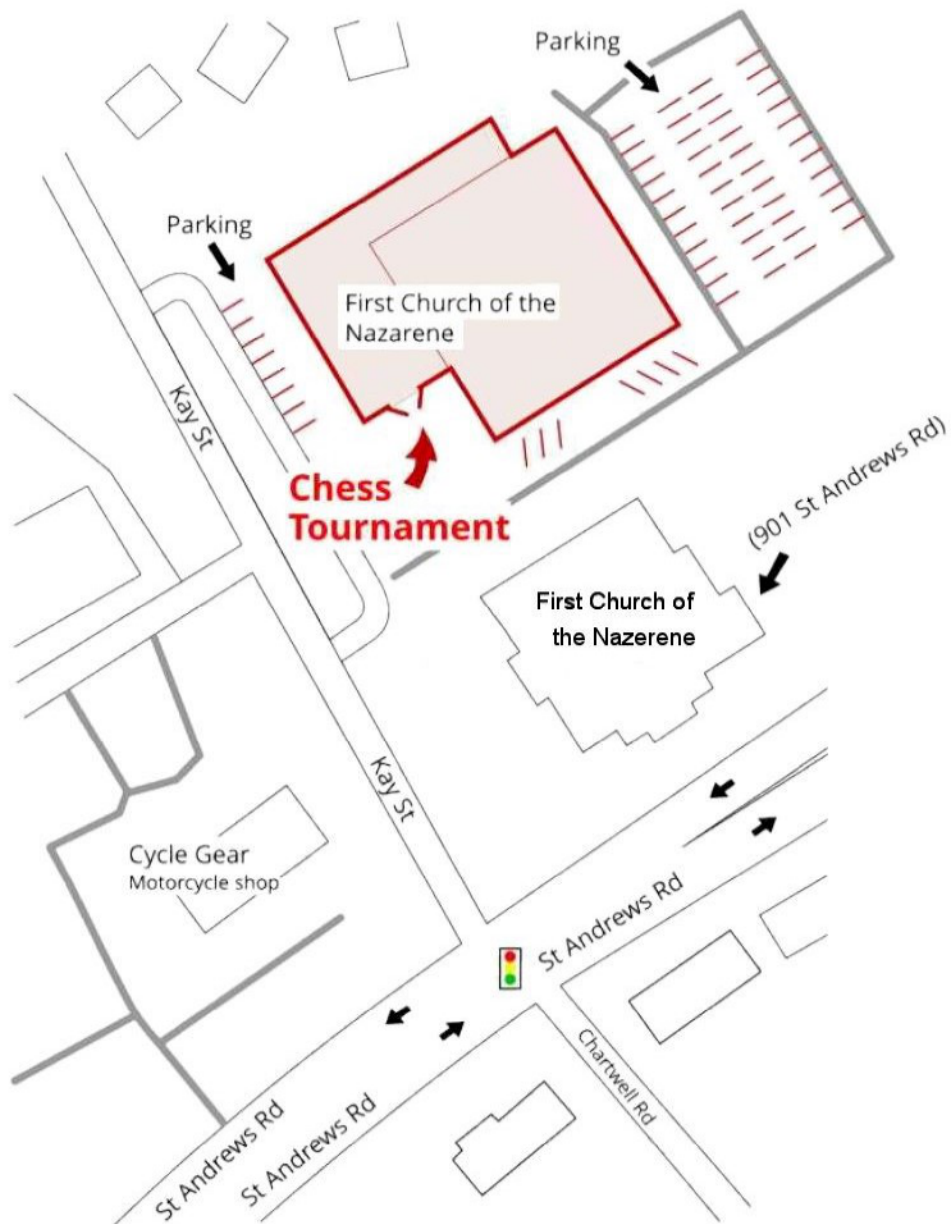 Parking
Parking
First Church of the
Nazarene
Kay St
Chess
Tournament
(901 St Andrews Rd)
First Church of
the Nazerene
Kay St
Cycle Gear
Motorcycle shop
St Andrews Rd
Chartwell Rd
St Andrews Rd
St Andrews Rd